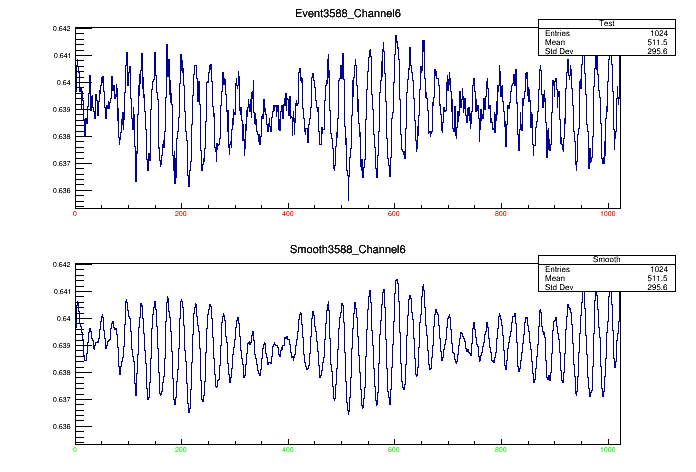 Event3588_Channel6
Test
Entries 1024
Mean 511.5
Std Dev 295.6
0.642
0.641
0.64
0.639
0.638
0.637
0.636
0 200 400 600 800 1000
Smooth3588_Channel6
Smooth
Entries 1024
Mean 511.5
Std Dev 295.6
0.642
0.641
0.64
0.639
0.638
0.637
0.636
0 200 400 600 800 1000